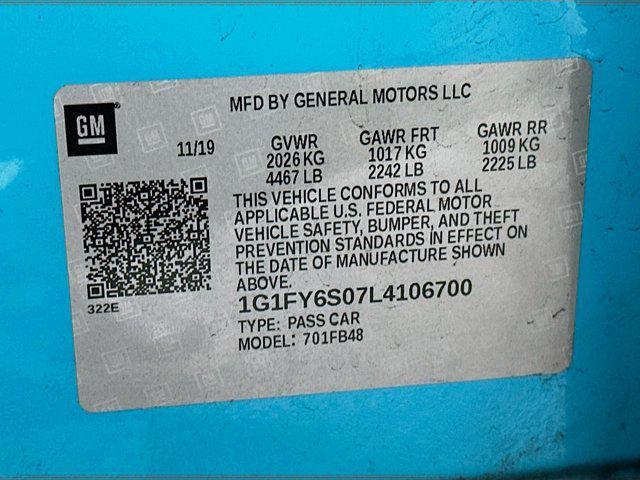 MFD BY GENERAL MOTORS LLC
GM
11/19
GVWR GAWR FRT GAWR RR
2026 KG 1017 KG 1009 KG
4467 LB 2242 LB 2225 LB
THIS VEHICLE CONFORMS TO ALL
APPLICABLE U.S. FEDERAL MOTOR
VEHICLE SAFETY, BUMPER, AND THEFT
PREVENTION STANDARDS IN EFFECT ON
THE DATE OF MANUFACTURE SHOWN
ABOVE.
322E
1G1FY6S07L4106700
TYPE: PASS CAR
MODEL: 701FB48